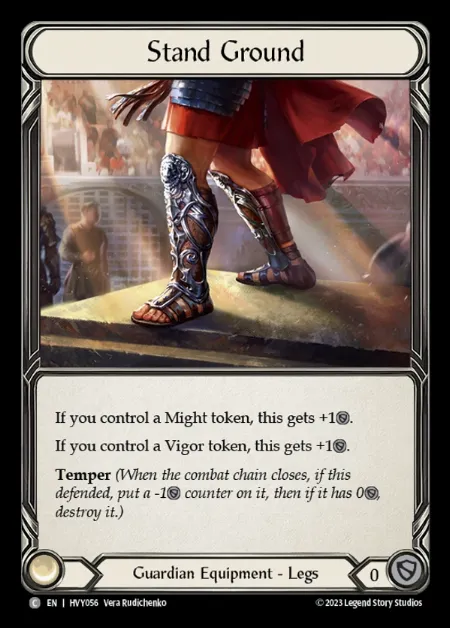 Stand Ground
If you control a Might token, this gets +1.
If you control a Vigor token, this gets +1.
Temper (When the combat chain closes, if this
defended, put a -1 counter on it, then if it has 0,
destroy it.)
Guardian Equipment - Legs
0
C EN | HVY056 Vera Rudichenko
© 2023 Legend Story Studios